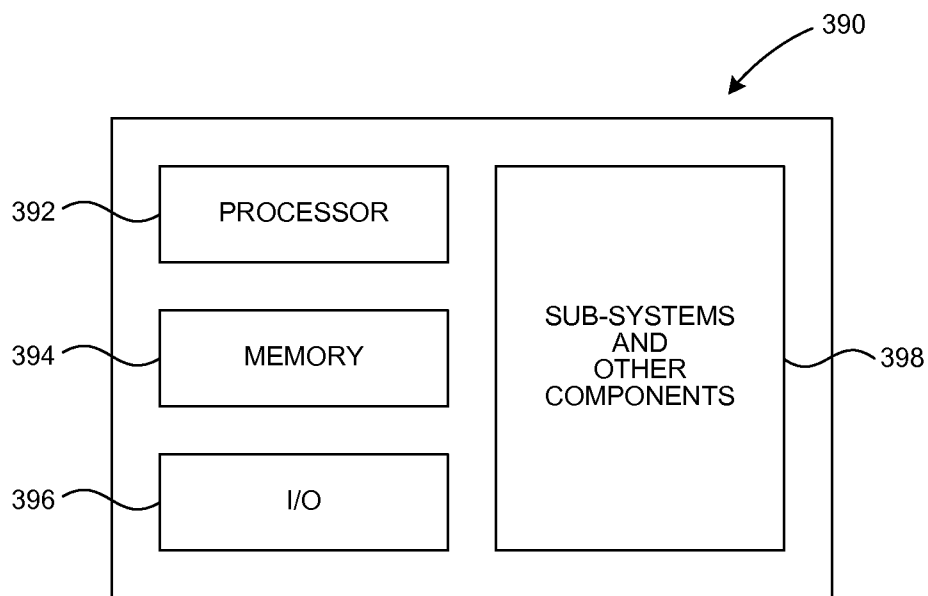 390
392
PROCESSOR
394
MEMORY
396
I/O
SUB-SYSTEMS
AND
OTHER
COMPONENTS
398